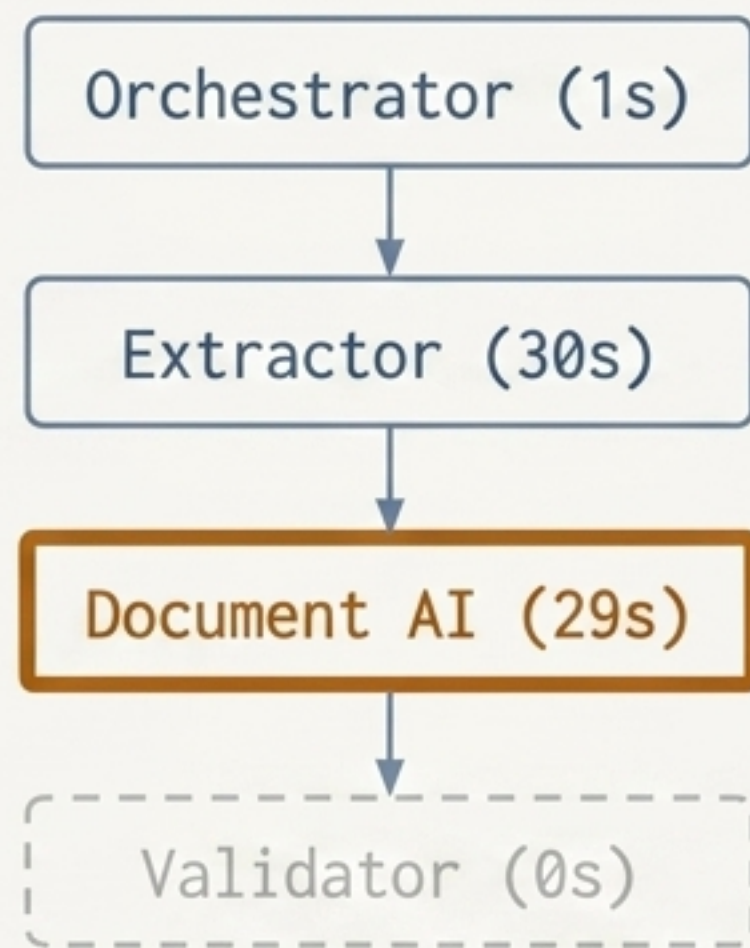 Orchestrator (1s)
Extractor (30s)
Document AI (29s)
Validator (0s)